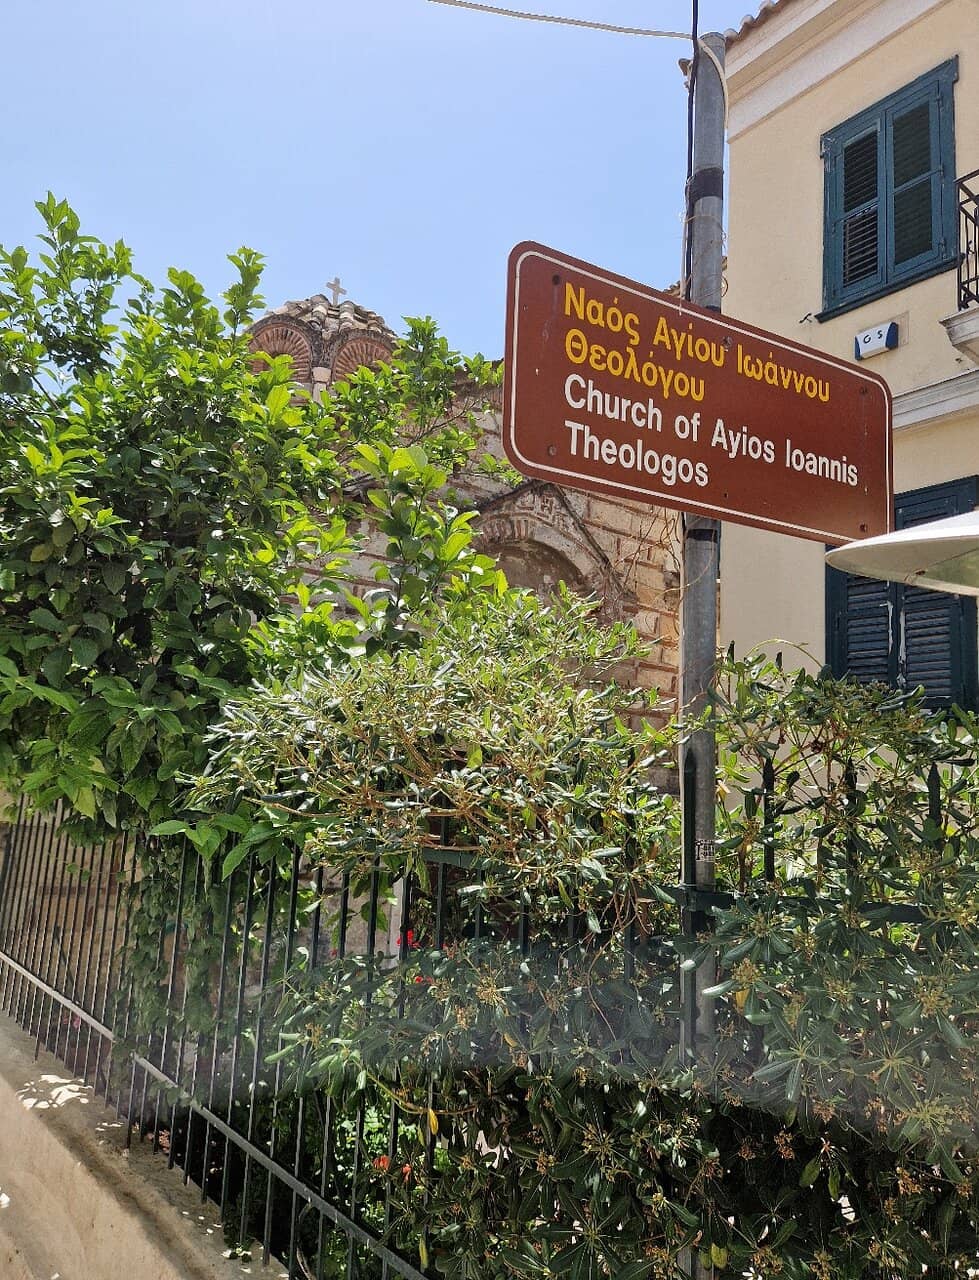 Ναός Αγίου Ιωάννου
Θεολόγου
Church of Ayios Ioannis
Theologos
G S